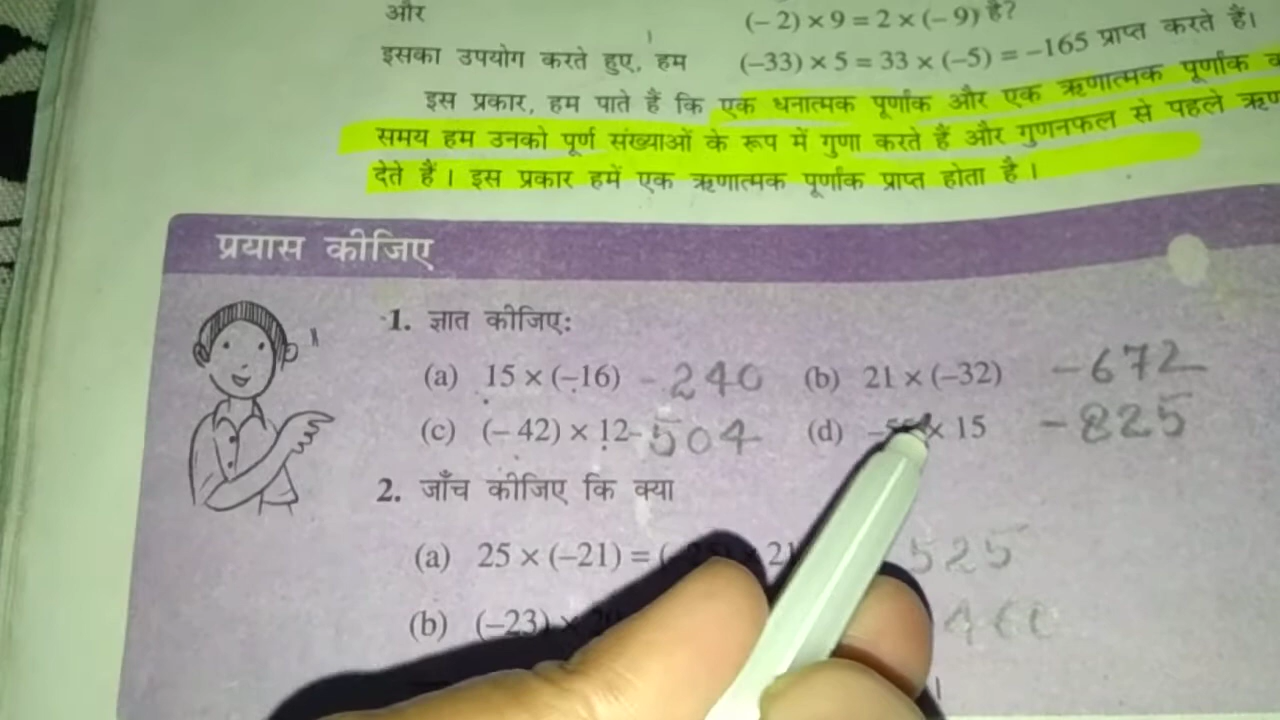 और (– 2) × 9 = 2 × (– 9) है?
इसका उपयोग करते हुए, हम (–33) × 5 = 33 × (–5) = –165 प्राप्त करते हैं।
इस प्रकार, हम पाते हैं कि एक धनात्मक पूर्णांक और एक ऋणात्मक पूर्णांक
समय हम उनको पूर्ण संख्याओं के रूप में गुणा करते हैं और गुणनफल से पहले
देते हैं। इस प्रकार हमें एक ऋणात्मक पूर्णांक प्राप्त होता है।
प्रयास कीजिए
1. ज्ञात कीजिए:
(a) 15 × (–16) - 240 (b) 21 × (–32) -672
(c) (– 42) × 12 - 504 (d) × 15 -825
2. जाँच कीजिए कि क्या
(a) 25 × (–21) = 525
(b) (–23) × 460